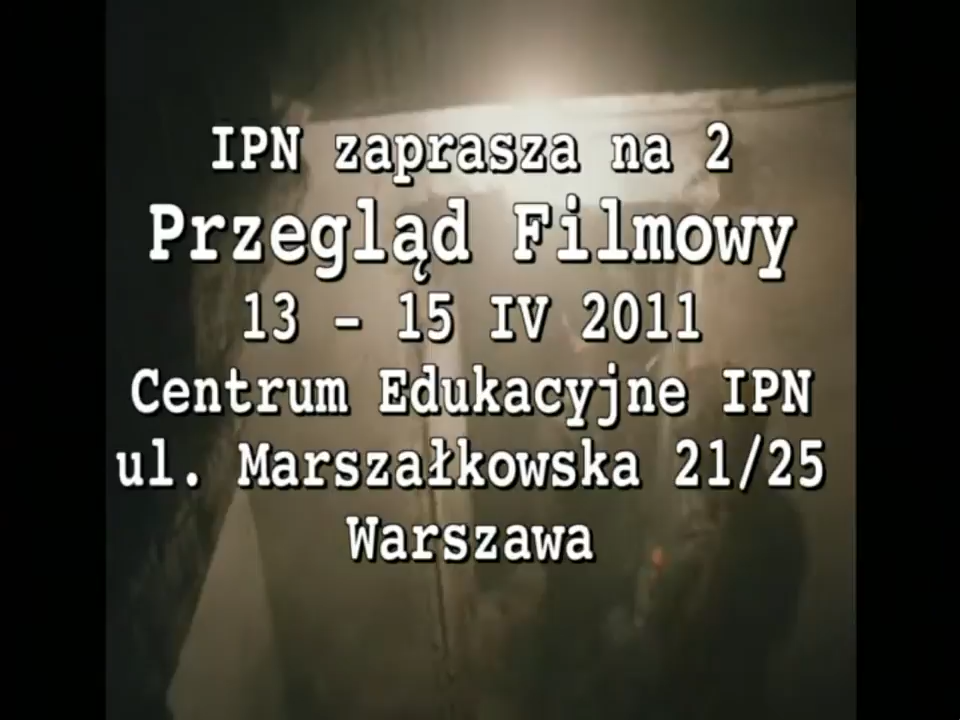 IPN zaprasza na 2
Przegląd Filmowy
13 – 15 IV 2011
Centrum Edukacyjne IPN
ul. Marszałkowska 21/25
Warszawa